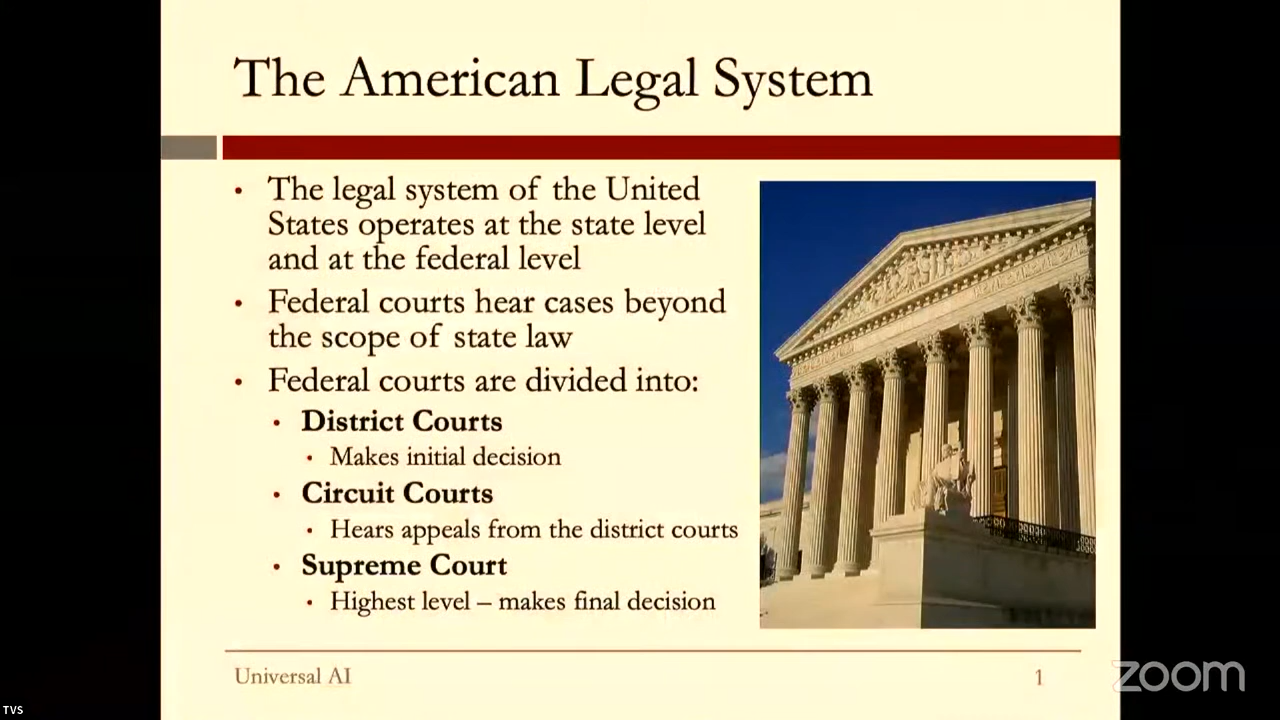 The American Legal System
• The legal system of the United
States operates at the state level
and at the federal level
• Federal courts hear cases beyond
the scope of state law
• Federal courts are divided into:
• District Courts
• Makes initial decision
• Circuit Courts
• Hears appeals from the district courts
• Supreme Court
• Highest level – makes final decision
Universal AI
1
zoom
TVS